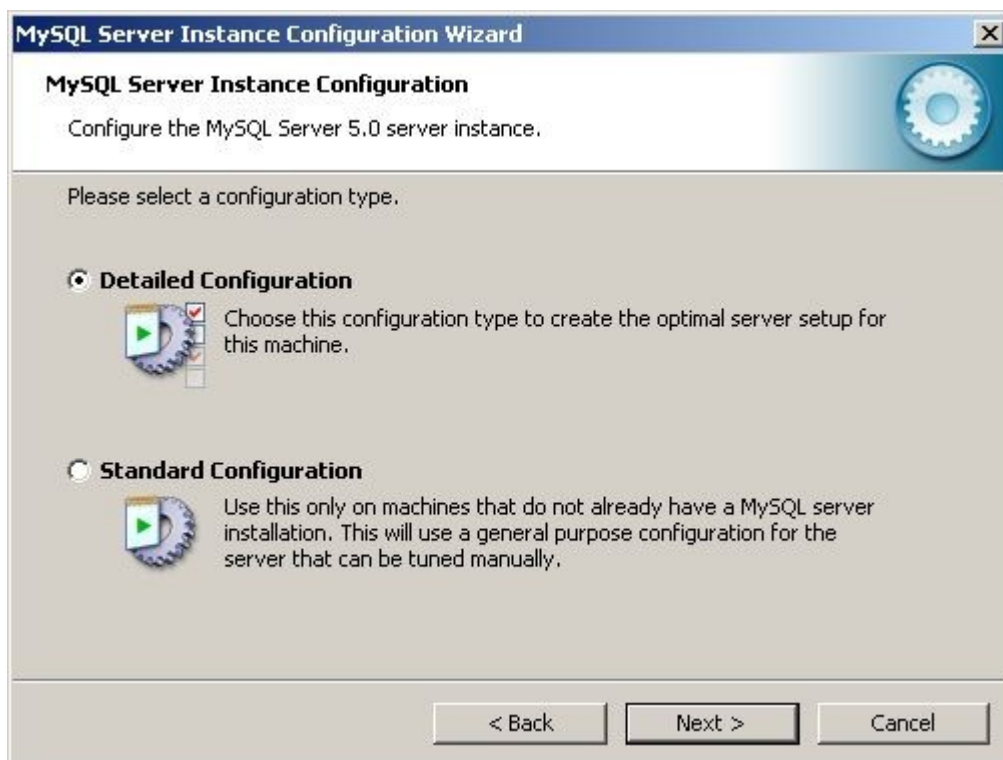 MySQL Server Instance Configuration Wizard
MySQL Server Instance Configuration
Configure the MySQL Server 5.0 server instance.
Please select a configuration type.
Detailed Configuration
Choose this configuration type to create the optimal server setup for
this machine.
Standard Configuration
Use this only on machines that do not already have a MySQL server
installation. This will use a general purpose configuration for the
server that can be tuned manually.
< Back Next > Cancel